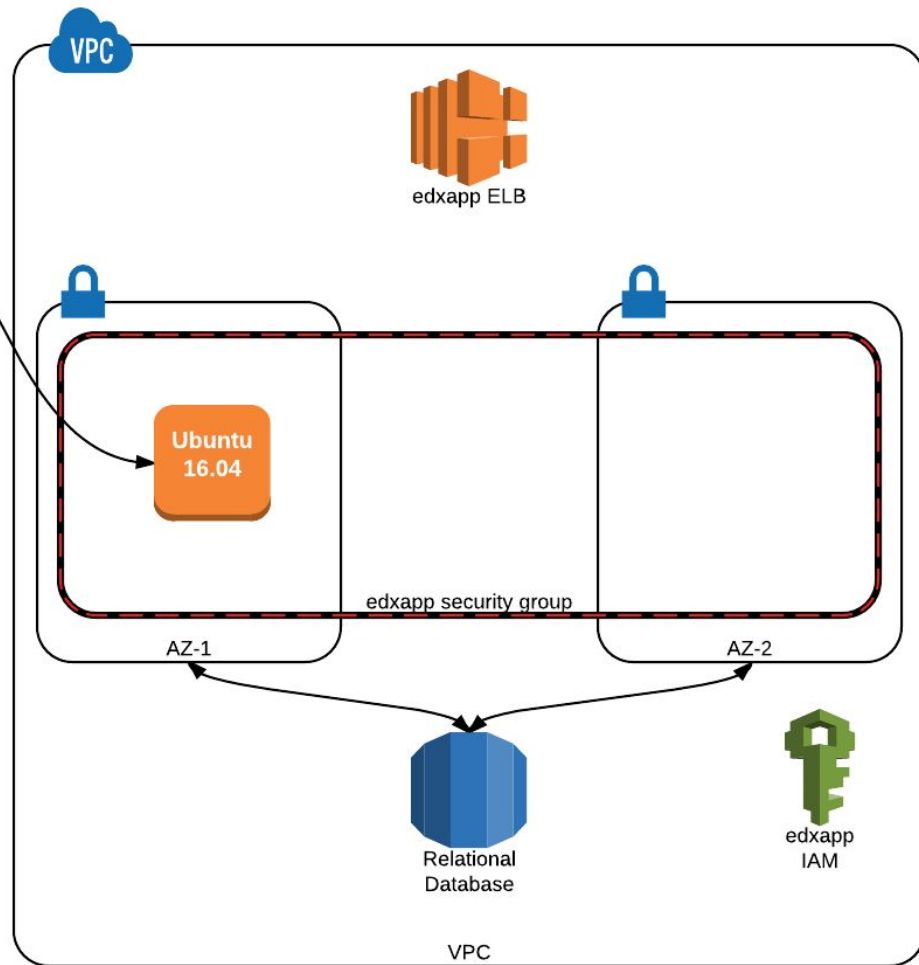 VPC
edxapp ELB
Ubuntu
16.04
edxapp security group
AZ-1
AZ-2
Relational
Database
edxapp
IAM
VPC